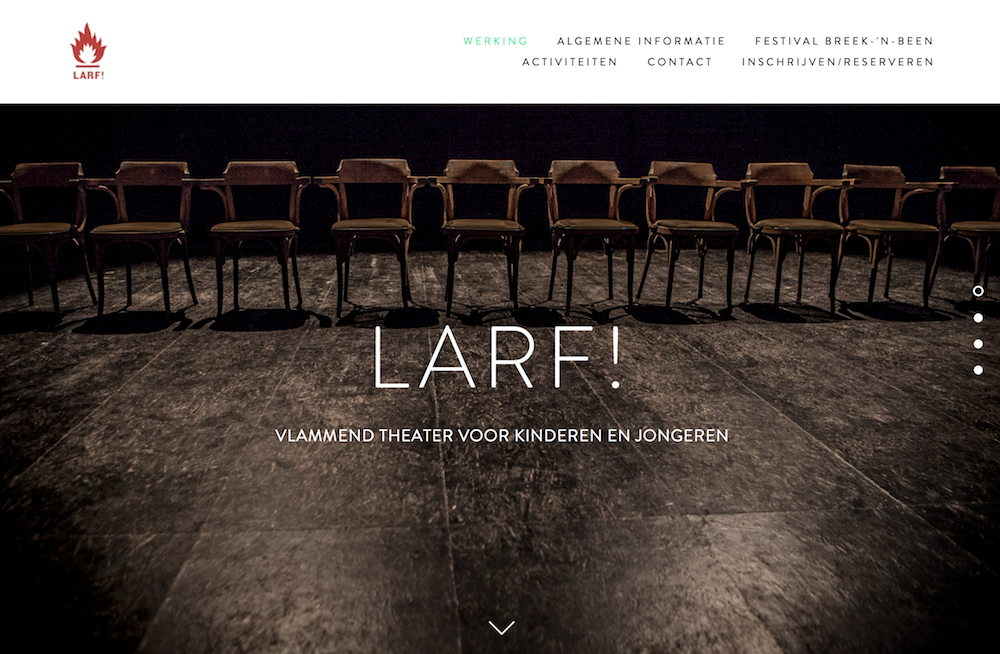 LARF!
WERKING ALGEMENE INFORMATIE FESTIVAL BREEK-'N-BEEN
ACTIVITEITEN CONTACT INSCHRIJVEN/RESERVEREN
LARF!
VLAMMEND THEATER VOOR KINDEREN EN JONGEREN